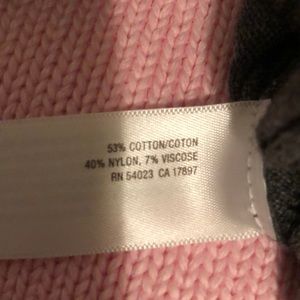 53% COTTON/COTON
40% NYLON, 7% VISCOSE
RN 54023 CA 17897